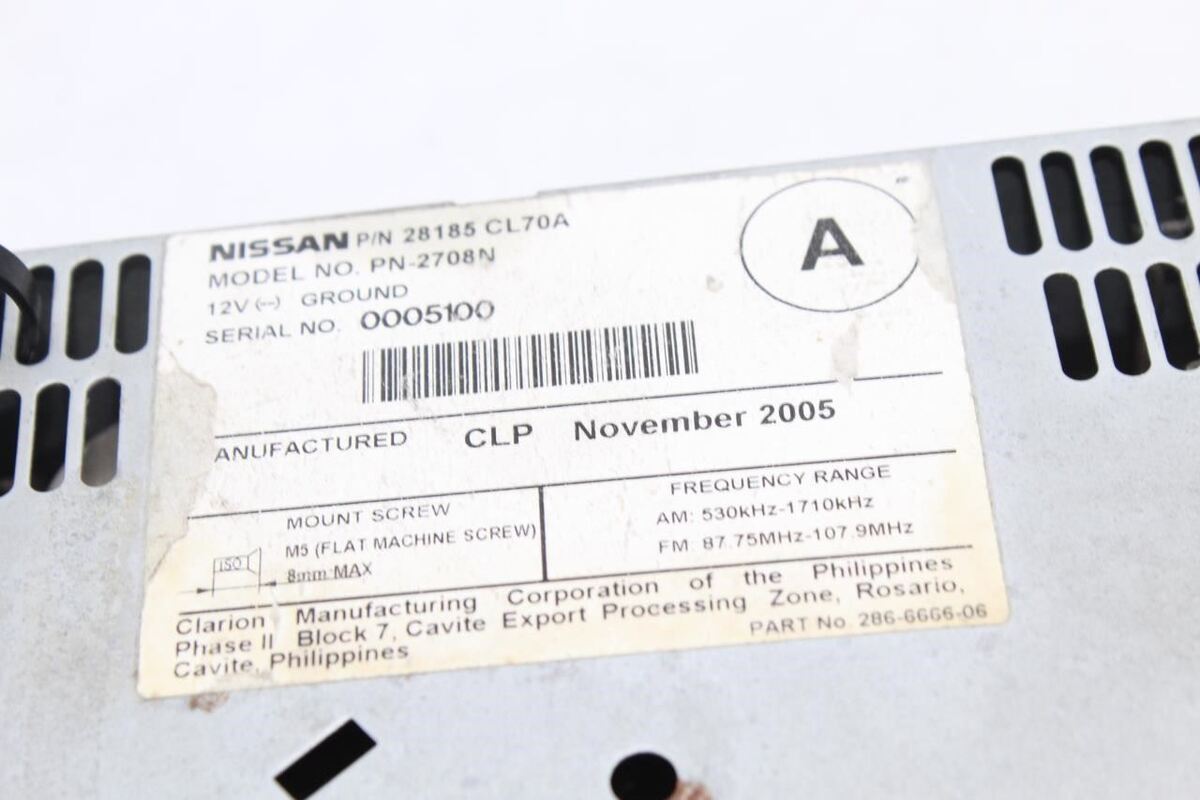 NISSAN P/N 28185 CL70A
MODEL NO. PN-2708N
12V (---) GROUND
SERIAL NO. 0005100
A
ANUFACTURED CLP November 2005
MOUNT SCREW
M5 (FLAT MACHINE SCREW)
ISO
8mm MAX
FREQUENCY RANGE
AM: 530kHz-1710kHz
FM: 87.75MHz-107.9MHz
Clarion Manufacturing Corporation of the Philippines
Phase II Block 7, Cavite Export Processing Zone, Rosario,
Cavite, Philippines
PART No. 286-6666-06